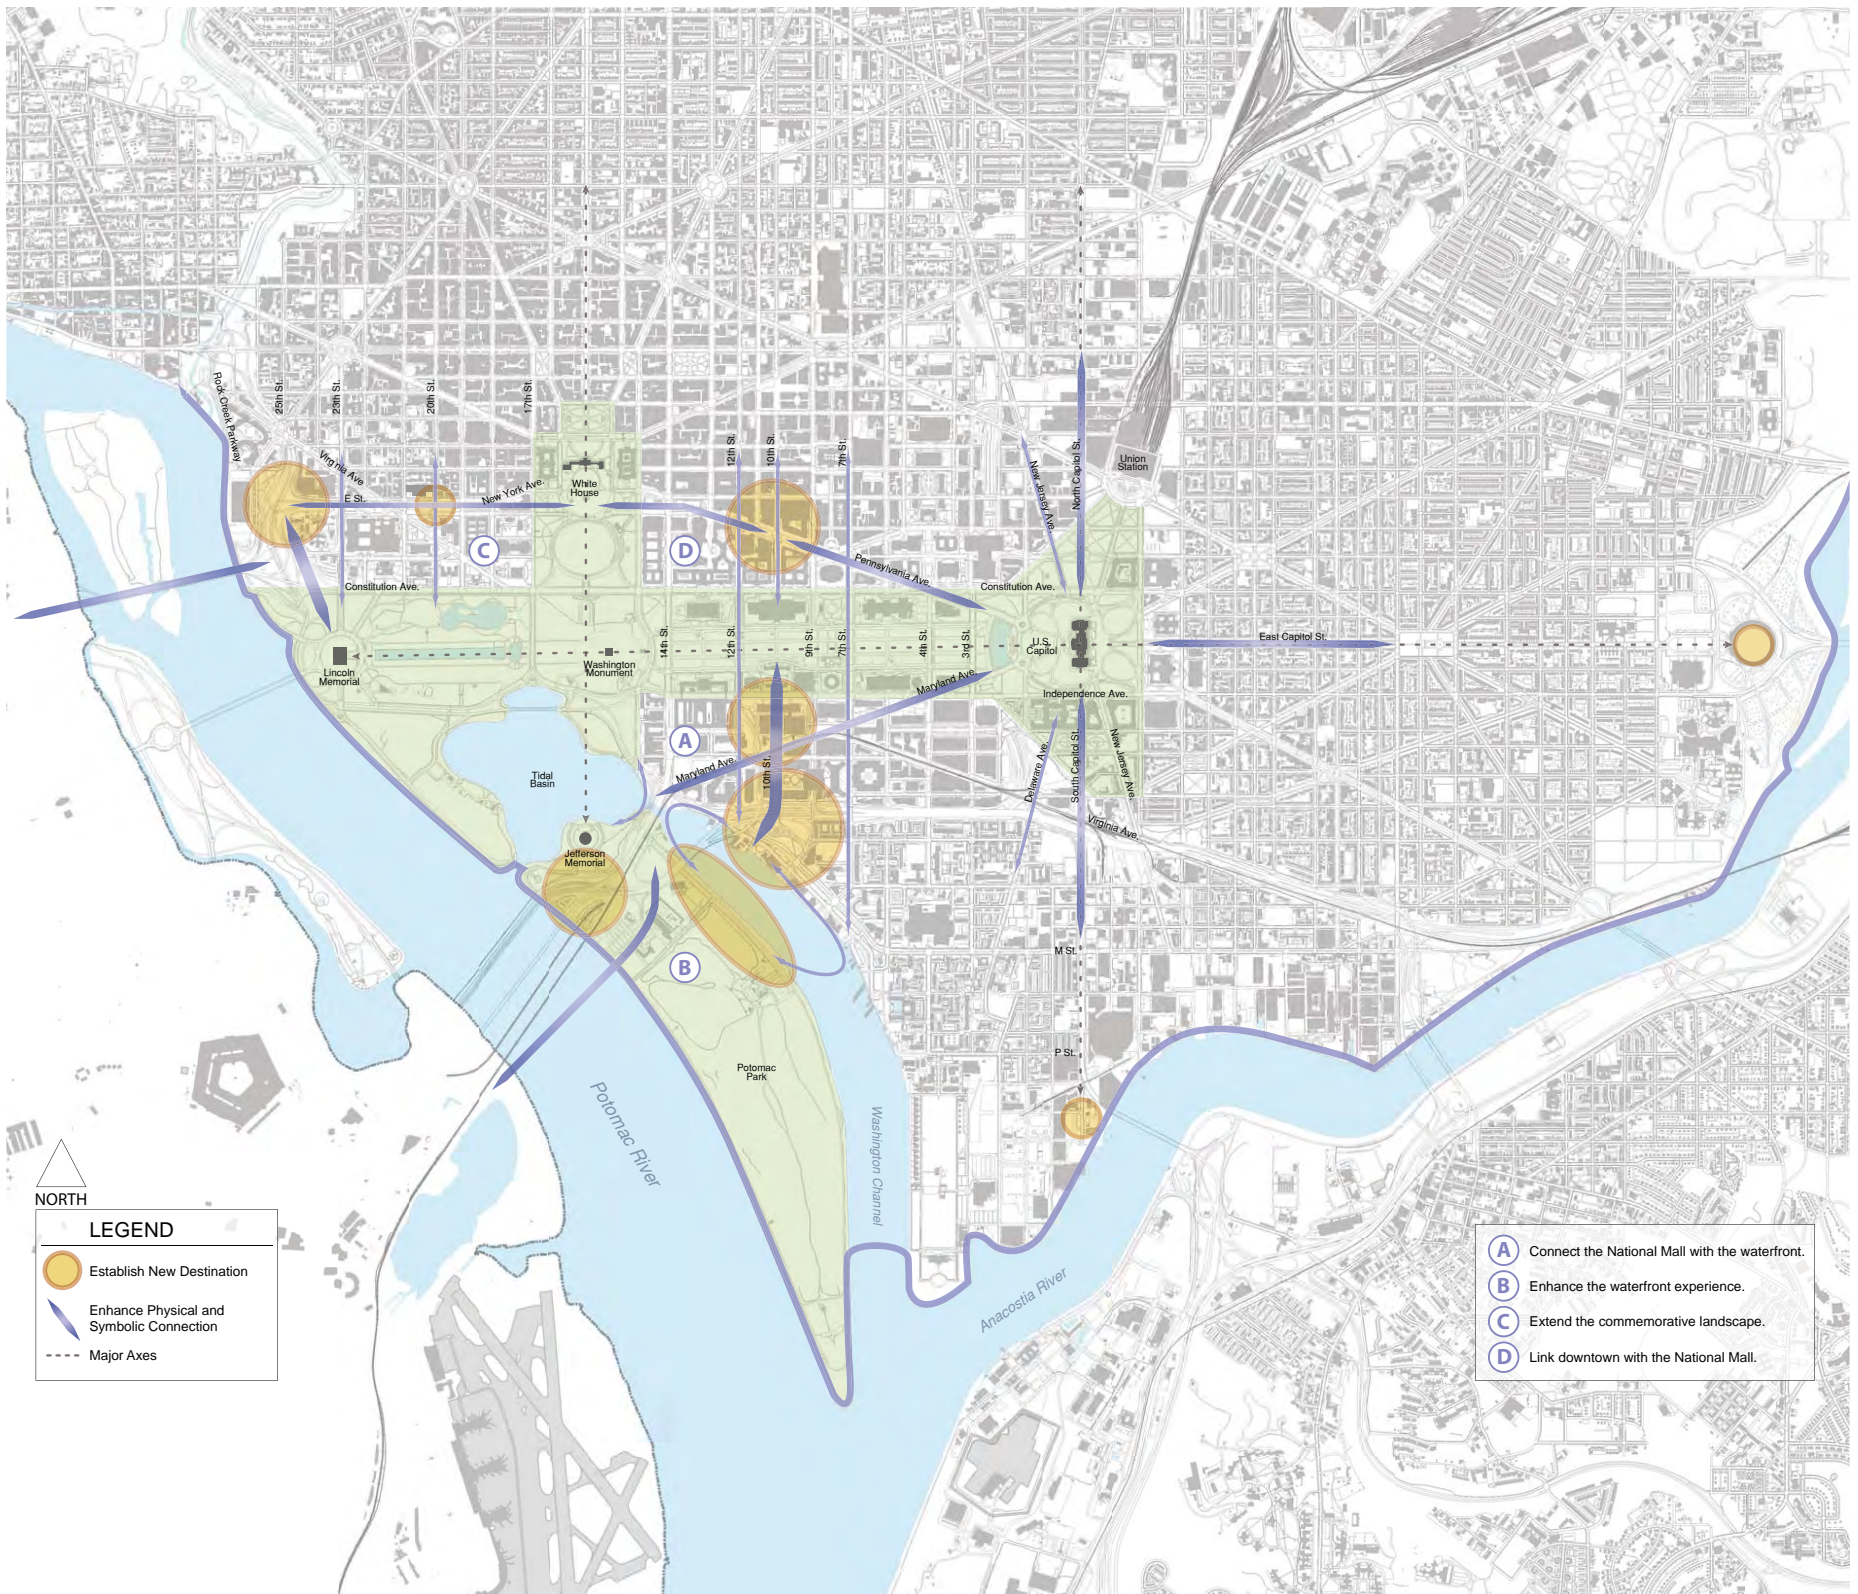 25th St.
23th St.
20th St.
17th St.
Rock Creek Parkway
Virginia Ave
E St.
New York Ave.
White
House
12th St.
10th St.
7th St.
New Jersey Ave.
North Capitol St.
Union
Station
C
D
Pennsylvania Ave.
Constitution Ave.
Constitution Ave.
Lincoln
Memorial
Washington
Monument
14th St.
12th St.
9th St.
7th St.
4th St.
3rd St.
U.S.
Capitol
East Capitol St.
Maryland Ave.
Independence Ave.
A
Maryland Ave.
10th St.
Tidal
Basin
Delaware Ave.
South Capitol St.
New Jersey Ave.
Virginia Ave.
Jefferson
Memorial
B
M St.
P St.
Potomac
Park
Potomac River
Washington Channel
Anacostia River
NORTH
LEGEND
Establish New Destination
Enhance Physical and
Symbolic Connection
Major Axes
A Connect the National Mall with the waterfront.
B Enhance the waterfront experience.
C Extend the commemorative landscape.
D Link downtown with the National Mall.